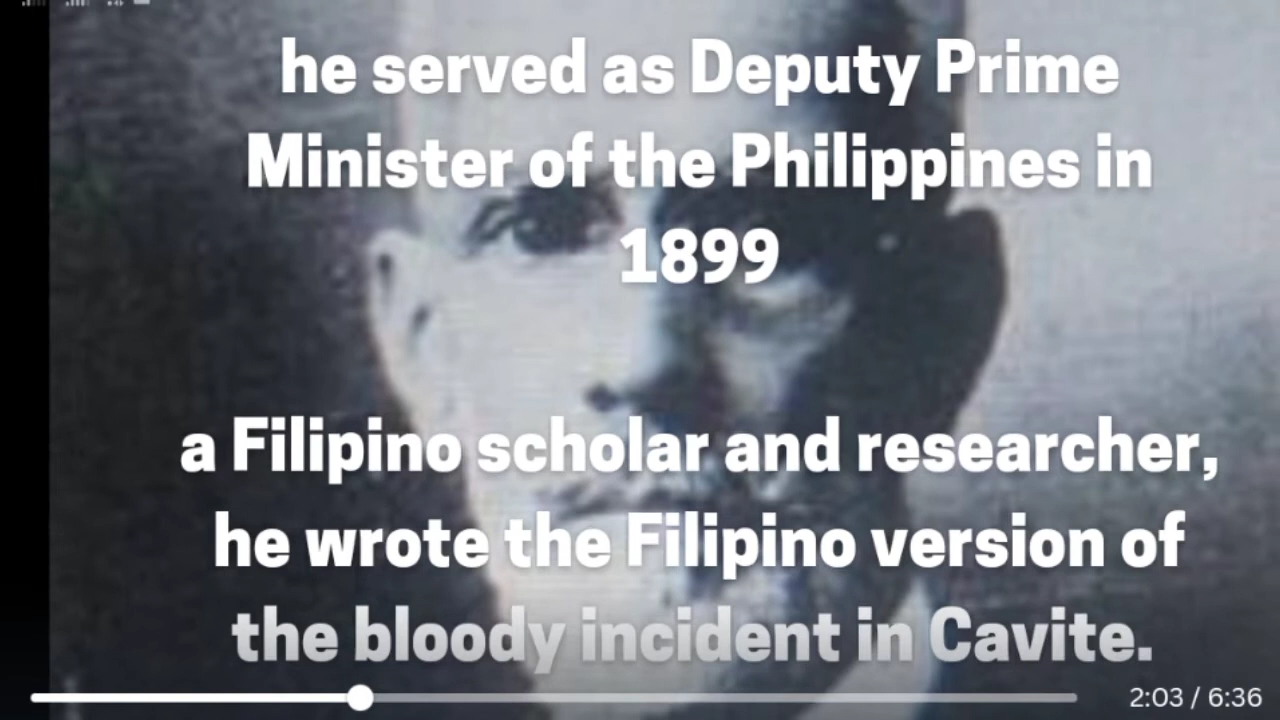 he served as Deputy Prime
Minister of the Philippines in
1899
a Filipino scholar and researcher,
he wrote the Filipino version of
the bloody incident in Cavite.
2:03 / 6:36